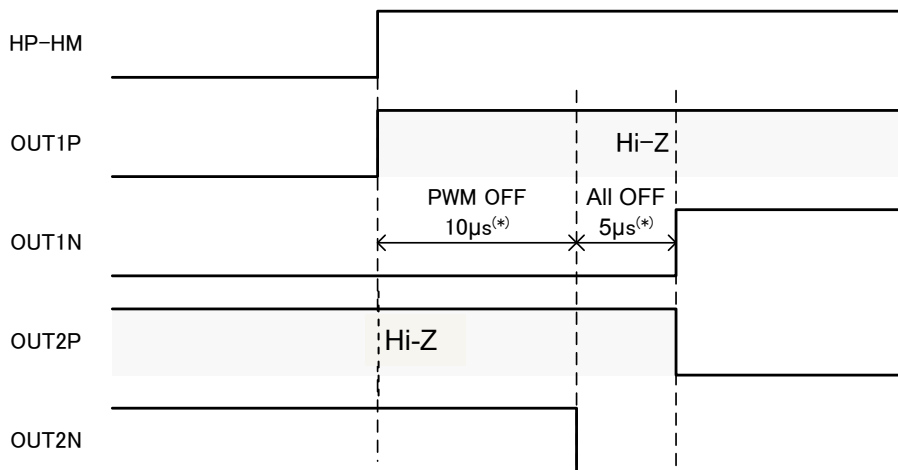 HP-HM
OUT1P
Hi-Z
PWM OFF
10μs(*)
All OFF
5μs(*)
OUT1N
OUT2P
Hi-Z
OUT2N